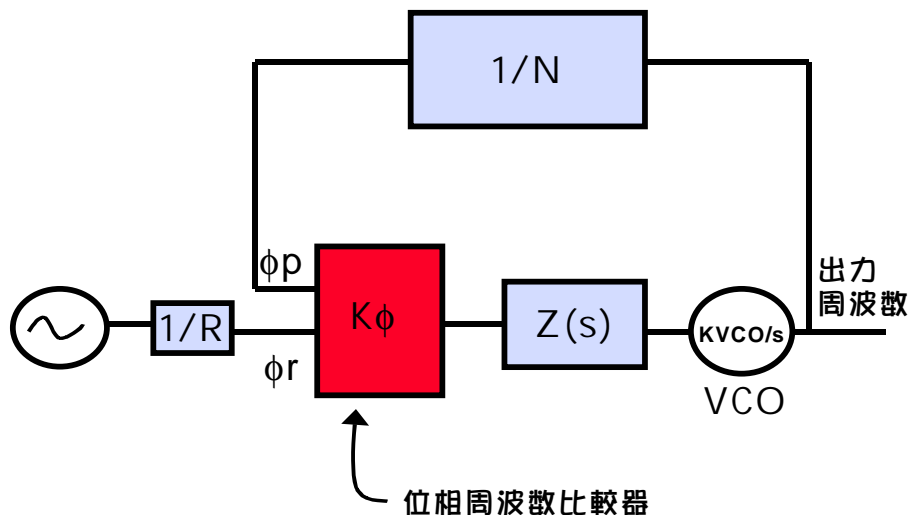 1/N
φp
出力
周波数
1/R
Kφ
Z(s)
KVCO/s
φr
VCO
位相周波数比較器